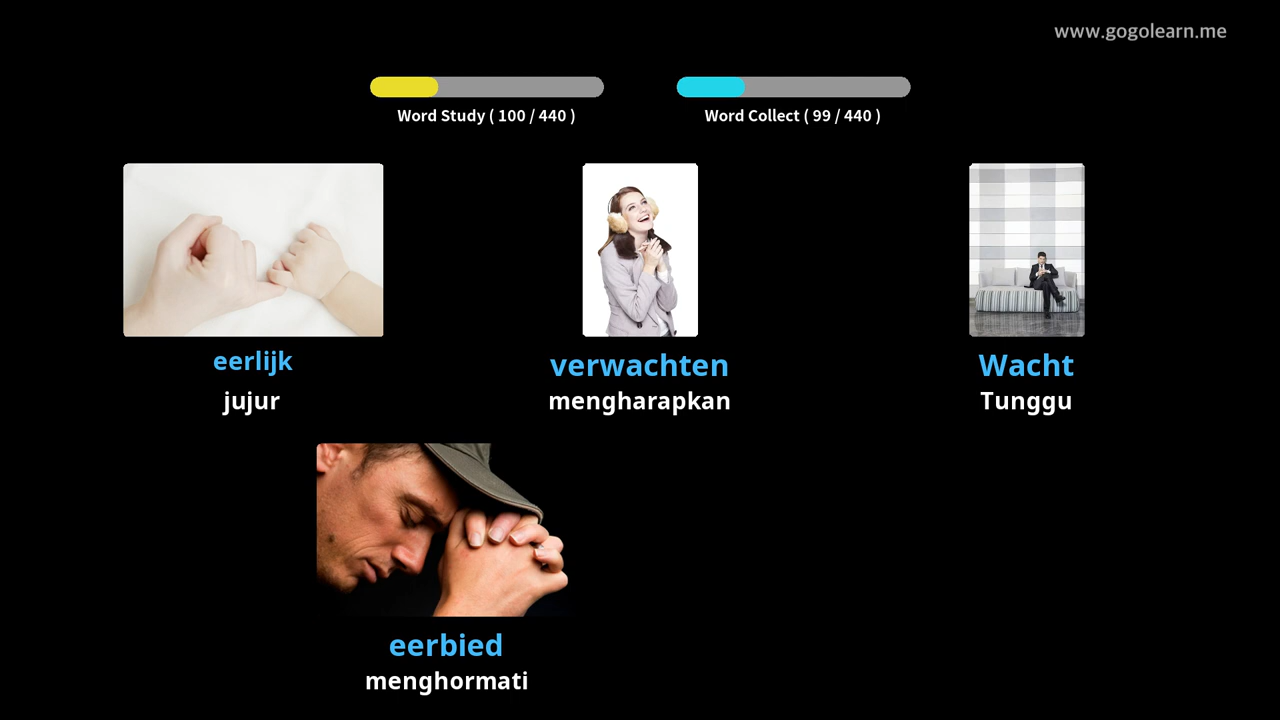 www.gogolearn.me
Word Study ( 100 / 440 )
Word Collect ( 99 / 440 )
eerlijk
jujur
verwachten
mengharapkan
Wacht
Tunggu
eerbied
menghormati